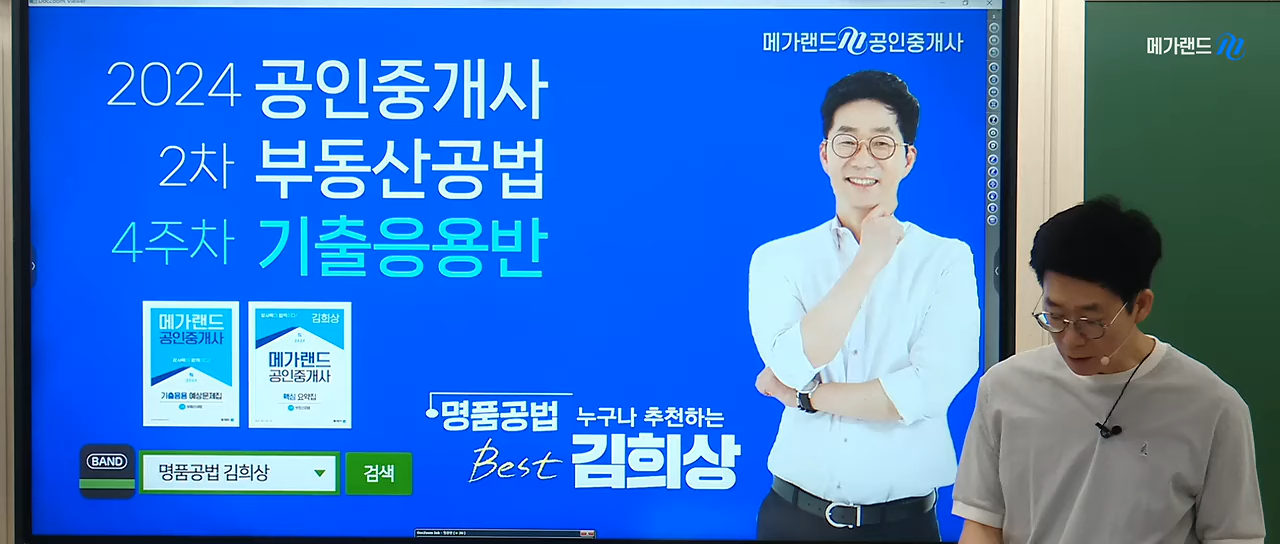 DocZoom Viewer
메가랜드 공인중개사
메가랜드
2024 공인중개사
2차 부동산공법
4주차 기출응용반
메가랜드
공인중개사
기출응용 예상문제집
김희상
메가랜드
공인중개사
핵심 요약집
명품공법 누구나 추천하는
Best 김희상
BAND
명품공법 김희상
검색